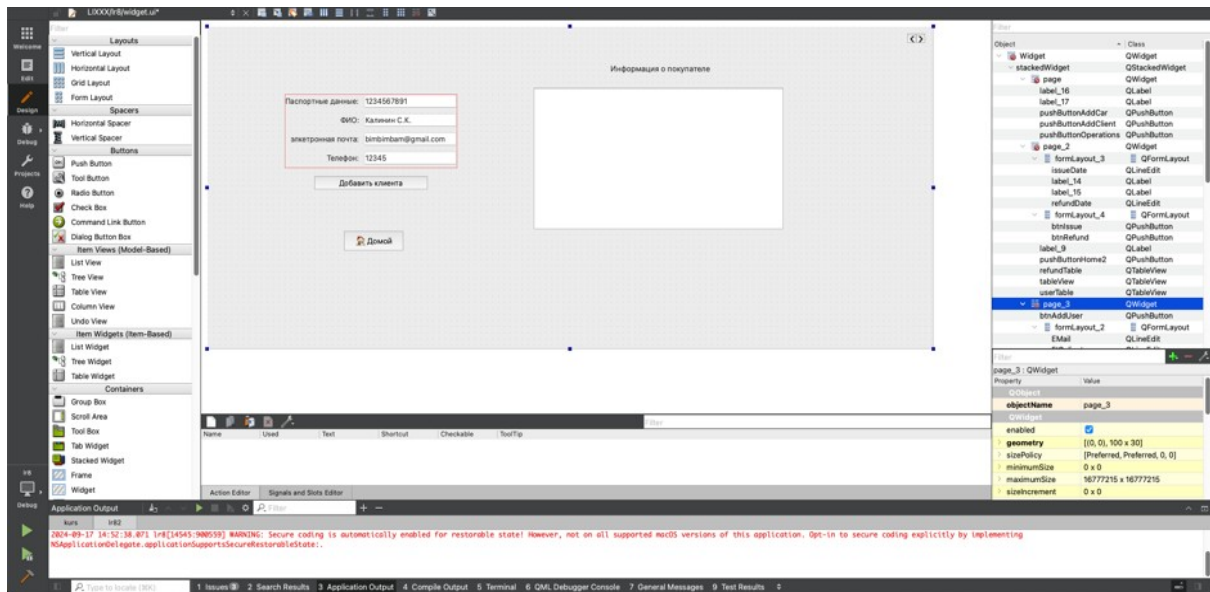 LIXXX/lr8/widget.ui*
Filter
Welcome
Edit
Design
Debug
Projects
Help
lr8
Debug
Layouts
Vertical Layout
Horizontal Layout
Grid Layout
Form Layout
Spacers
Horizontal Spacer
Vertical Spacer
Buttons
Push Button
Tool Button
Radio Button
Check Box
Command Link Button
Dialog Button Box
Item Views (Model-Based)
List View
Tree View
Table View
Column View
Undo View
Item Widgets (Item-Based)
List Widget
Tree Widget
Table Widget
Containers
Group Box
Scroll Area
Tool Box
Tab Widget
Stacked Widget
Frame
Widget
Информация о покупателе
Паспортные данные: 1234567891
ФИО: Калинин С.К.
электронная почта: bimbimbam@gmail.com
Телефон: 12345
Добавить клиента
Домой
Filter
Name Used Text Shortcut Checkable ToolTip
Action Editor Signals and Slots Editor
Filter
Object Class
Widget QWidget
stackedWidget QStackedWidget
page QWidget
label_16 QLabel
label_17 QLabel
pushButtonAddCar QPushButton
pushButtonAddClient QPushButton
pushButtonOperations QPushButton
page_2 QWidget
formLayout_3 QFormLayout
issueDate QLineEdit
label_14 QLabel
label_15 QLabel
refundDate QLineEdit
formLayout_4 QFormLayout
btnIssue QPushButton
btnRefund QPushButton
label_9 QLabel
pushButtonHome2 QPushButton
refundTable QTableView
tableView QTableView
userTable QTableView
page_3 QWidget
btnAddUser QPushButton
formLayout_2 QFormLayout
EMail QLineEdit
Filter
page_3 : QWidget
Property Value
QObject
objectName page_3
QWidget
enabled
geometry [(0, 0), 100 x 30]
sizePolicy [Preferred, Preferred, 0, 0]
minimumSize 0 x 0
maximumSize 16777215 x 16777215
sizeIncrement 0 x 0
Application Output Filter
kurs lr82
2024-09-17 14:52:38.071 lr8[14545:900559] WARNING: Secure coding is automatically enabled for restorable state! However, not on all supported macOS versions of this application. Opt-in to secure coding explicitly by implementing
NSApplicationDelegate.applicationSupportsSecureRestorableState:.
Type to locate (⌘K) 1 Issues 2 Search Results 3 Application Output 4 Compile Output 5 Terminal 6 QML Debugger Console 7 General Messages 9 Test Results